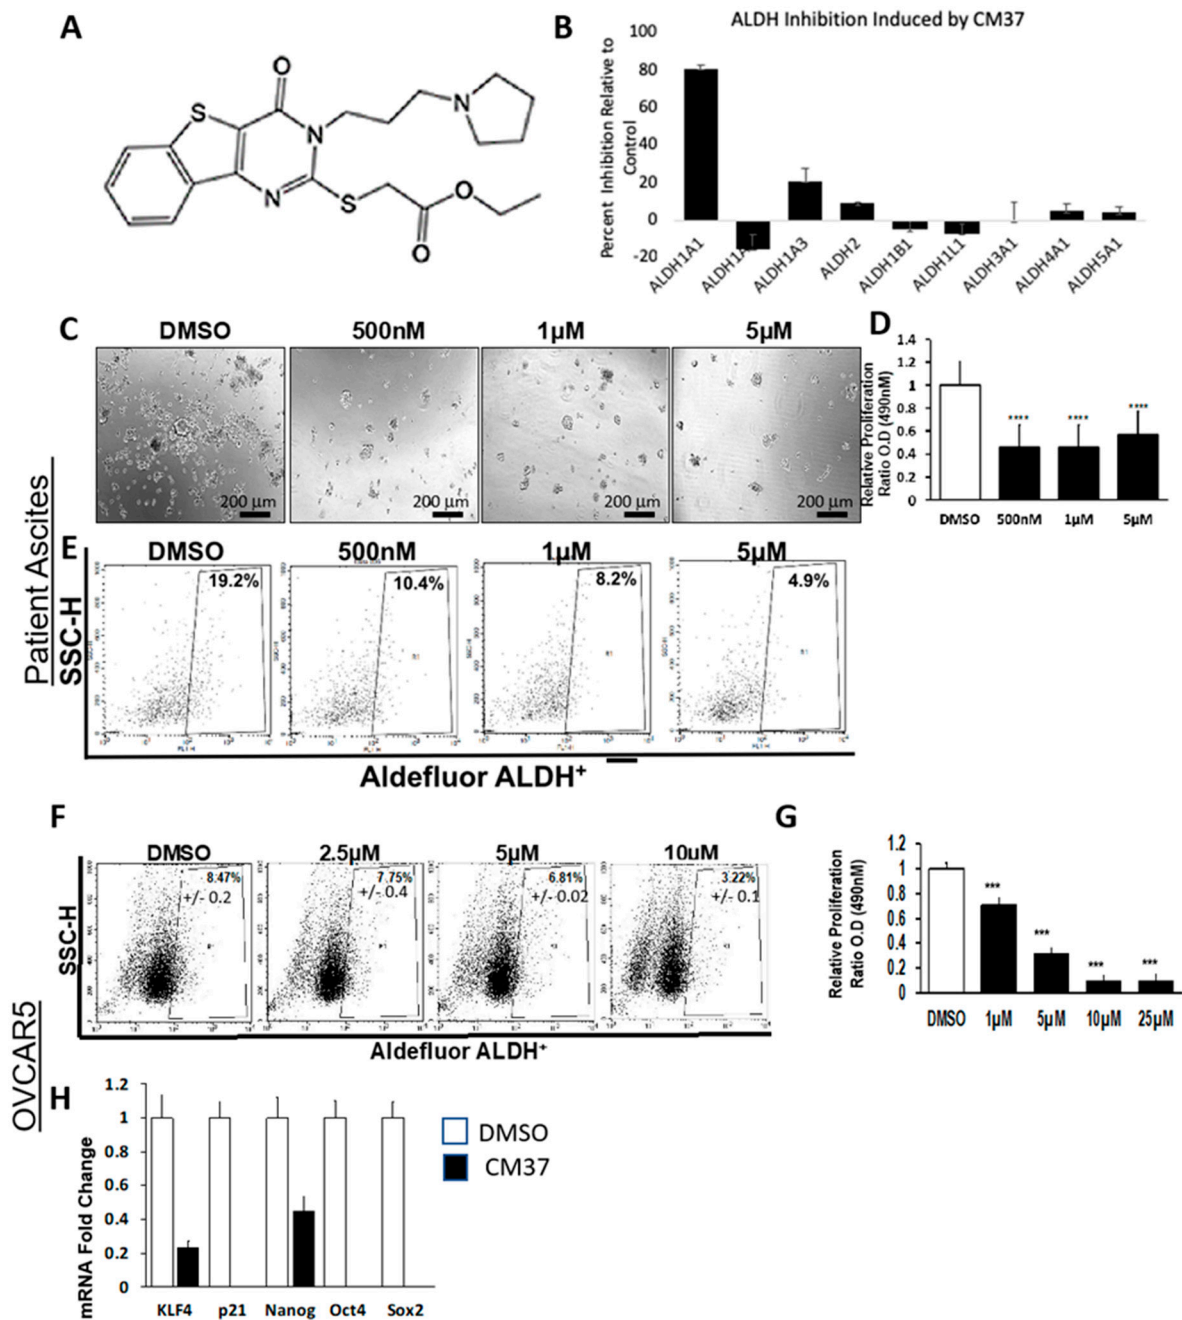 A
O
S
N
N
N
S
O
O
B
ALDH Inhibition Induced by CM37
Percent Inhibition Relative to
Control
100
80
60
40
20
0
-20
ALDH1A1
ALDH1A3
ALDH2
ALDH1B1
ALDH1L1
ALDH3A1
ALDH4A1
ALDH5A1
Patient Ascites
C
DMSO
500nM
1μM
5μM
200 μm
200 μm
200 μm
200 μm
D
Relative Proliferation
Ratio O.D (490nM)
1.4
1.2
1
0.8
0.6
0.4
0.2
0
****
****
****
DMSO
500nM
1μM
5μM
E
SSC-H
DMSO
500nM
1μM
5μM
19.2%
10.4%
8.2%
4.9%
Aldefluor ALDH+
OVCAR5
F
SSC-H
DMSO
2.5μM
5μM
10uM
8.47%
+/- 0.2
7.75%
+/- 0.4
6.81%
+/- 0.02
3.22%
+/- 0.1
Aldefluor ALDH+
G
Relative Proliferation
Ratio O.D (490nM)
1.2
1
0.8
0.6
0.4
0.2
0
***
***
***
***
DMSO
1μM
5μM
10μM
25μM
H
mRNA Fold Change
1.2
1
0.8
0.6
0.4
0.2
0
KLF4
p21
Nanog
Oct4
Sox2
DMSO
CM37